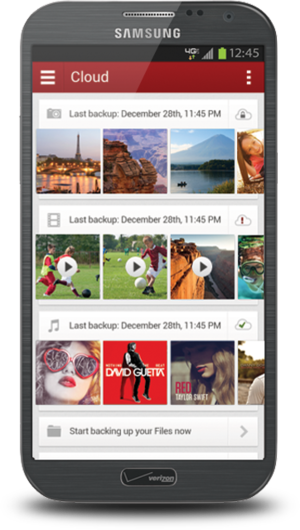 SAMSUNG
4G 12:45
Cloud
Last backup: December 28th, 11:45 PM
Last backup: December 28th, 11:45 PM
Last backup: December 28th, 11:45 PM
DAVID GUETTA
RED
TAYLOR SWIFT
Start backing up your Files now
verizon